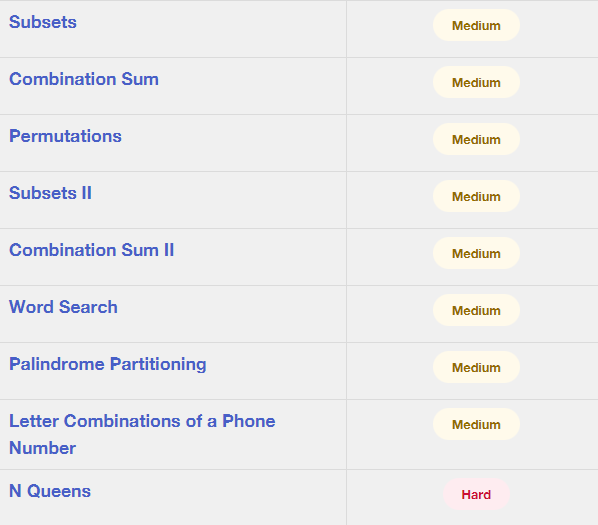 Subsets
Medium
Combination Sum
Medium
Permutations
Medium
Subsets II
Medium
Combination Sum II
Medium
Word Search
Medium
Palindrome Partitioning
Medium
Letter Combinations of a Phone
Number
Medium
N Queens
Hard